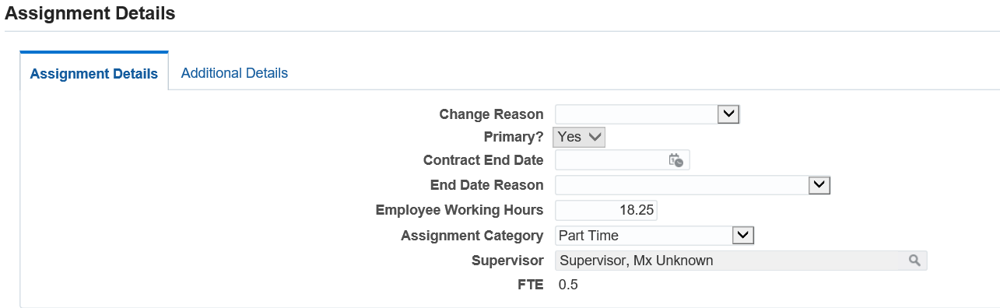 Assignment Details
Assignment Details Additional Details
Change Reason
Primary? Yes
Contract End Date
End Date Reason
Employee Working Hours 18.25
Assignment Category Part Time
Supervisor Supervisor, Mx Unknown
FTE 0.5